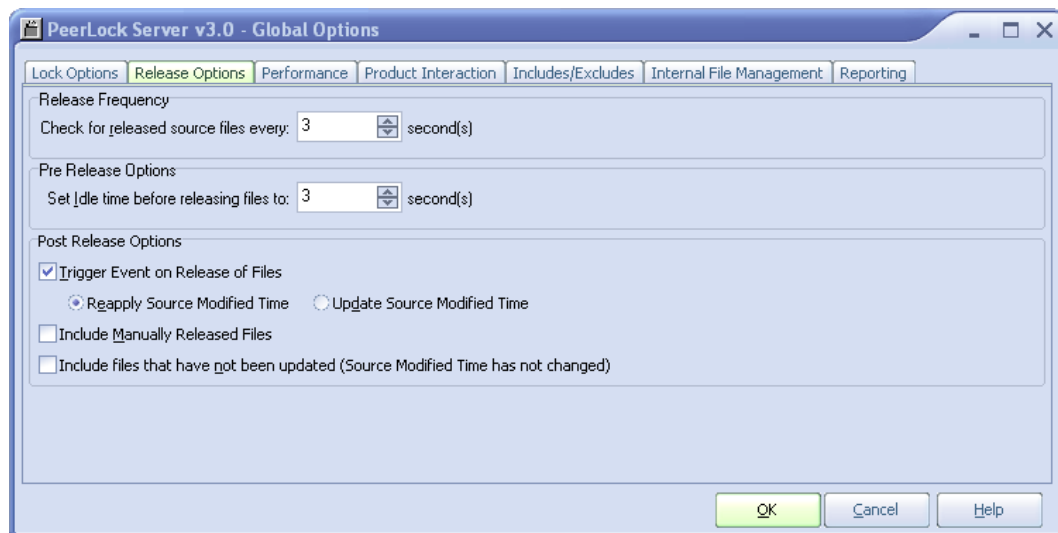 PeerLock Server v3.0 - Global Options
Lock Options Release Options Performance Product Interaction Includes/Excludes Internal File Management Reporting
Release Frequency
Check for released source files every: 3 second(s)
Pre Release Options
Set Idle time before releasing files to: 3 second(s)
Post Release Options
Trigger Event on Release of Files
Reapply Source Modified Time Update Source Modified Time
Include Manually Released Files
Include files that have not been updated (Source Modified Time has not changed)
OK Cancel Help